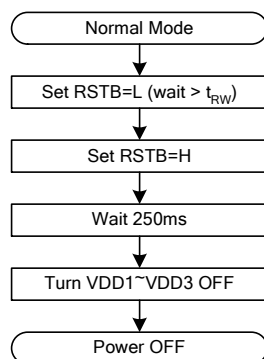 Normal Mode
Set RSTB=L (wait > tRW)
Set RSTB=H
Wait 250ms
Turn VDD1~VDD3 OFF
Power OFF